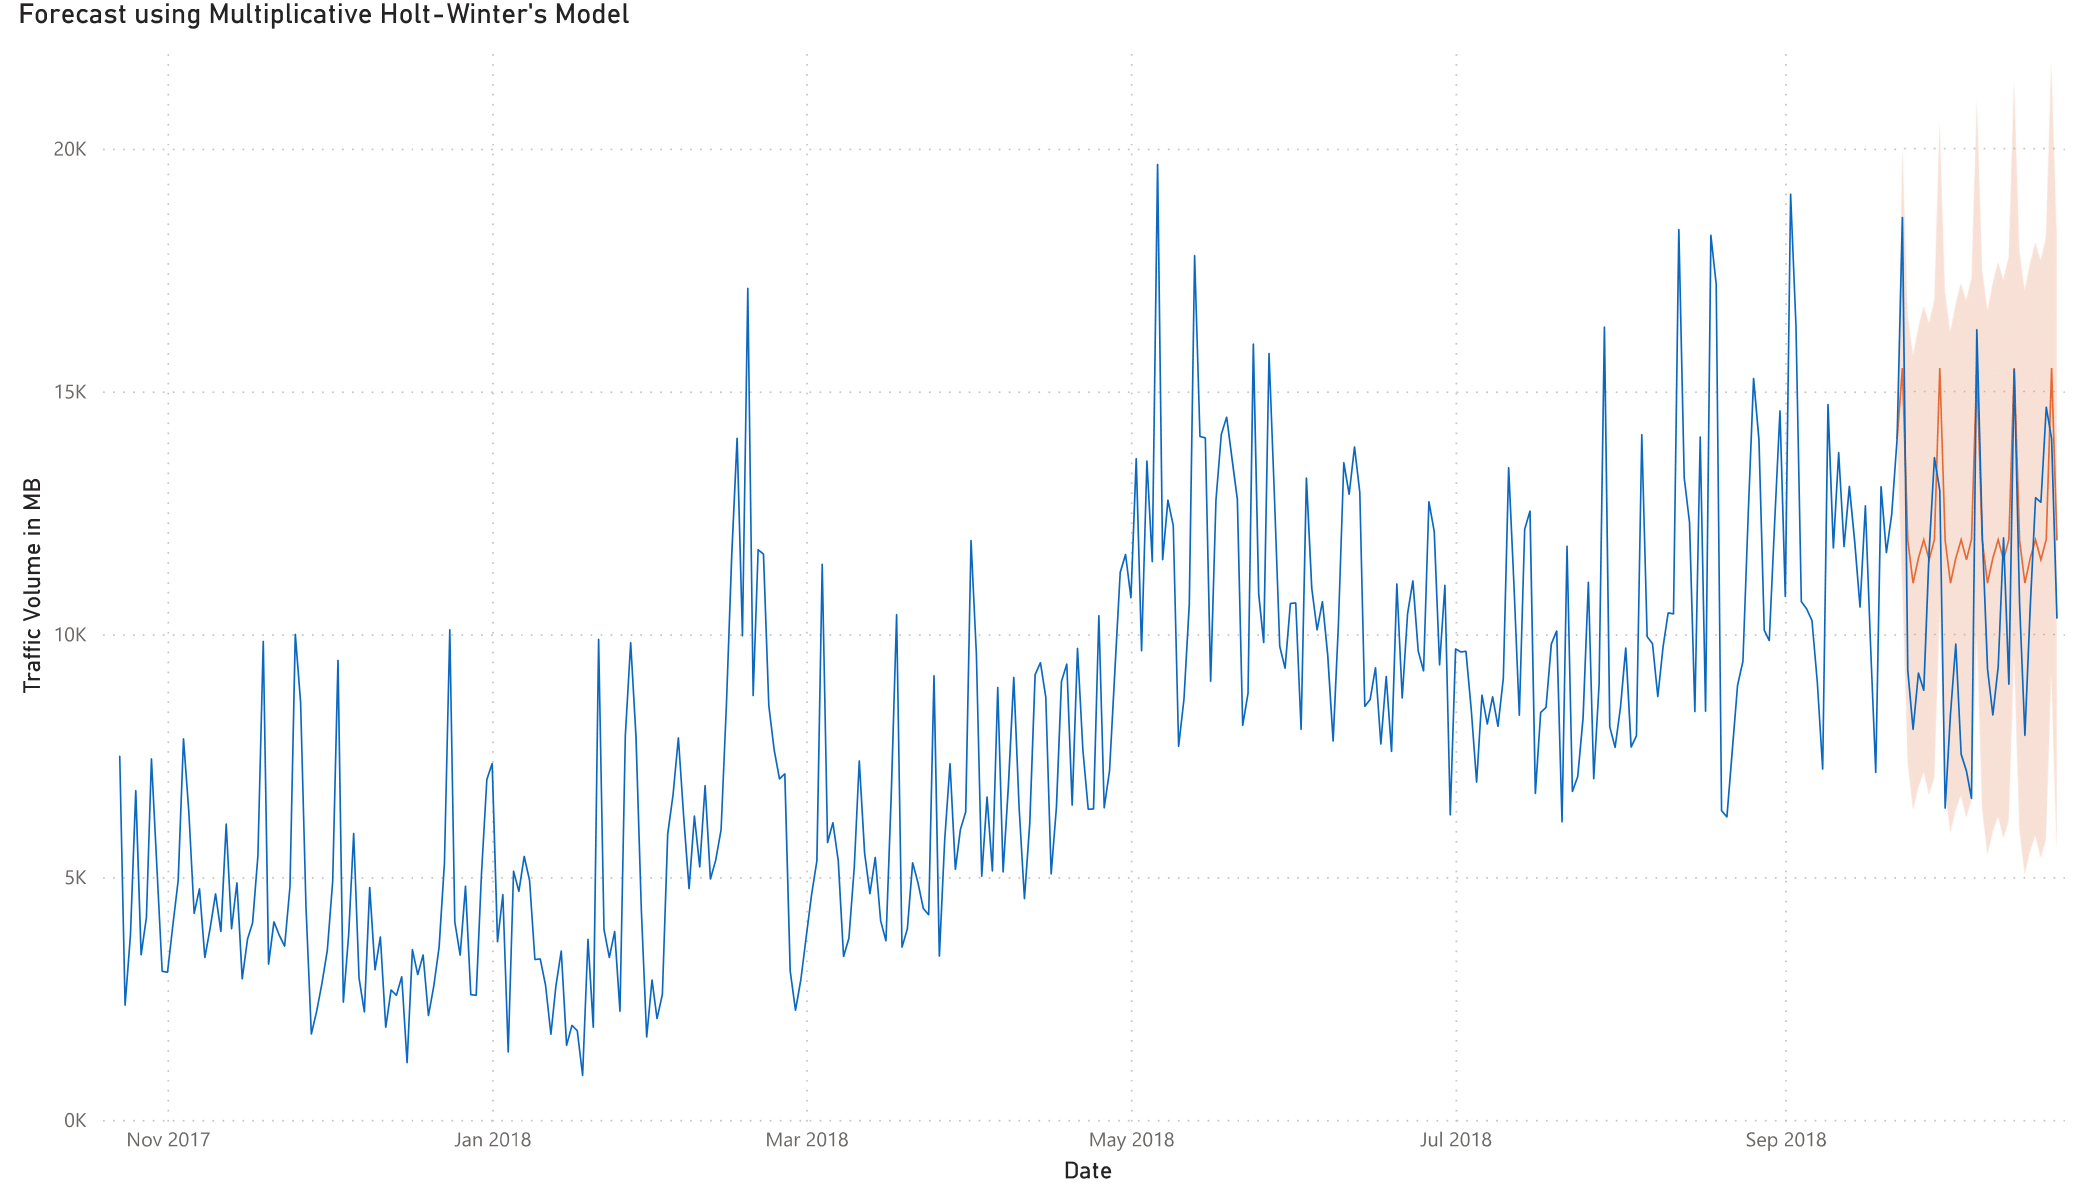 Forecast using Multiplicative Holt-Winter's Model
20K
15K
10K
5K
0K
Traffic Volume in MB
Nov 2017
Jan 2018
Mar 2018
May 2018
Jul 2018
Sep 2018
Date